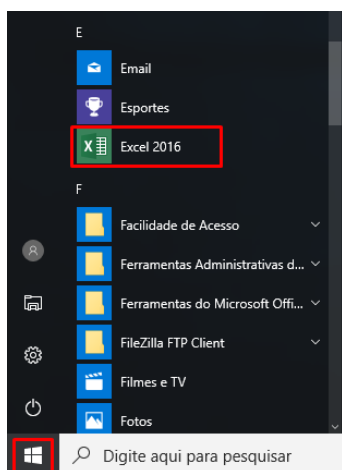 E
Email
Esportes
Excel 2016
F
Facilidade de Acesso
Ferramentas Administrativas d...
Ferramentas do Microsoft Offi...
FileZilla FTP Client
Filmes e TV
Fotos
Digite aqui para pesquisar